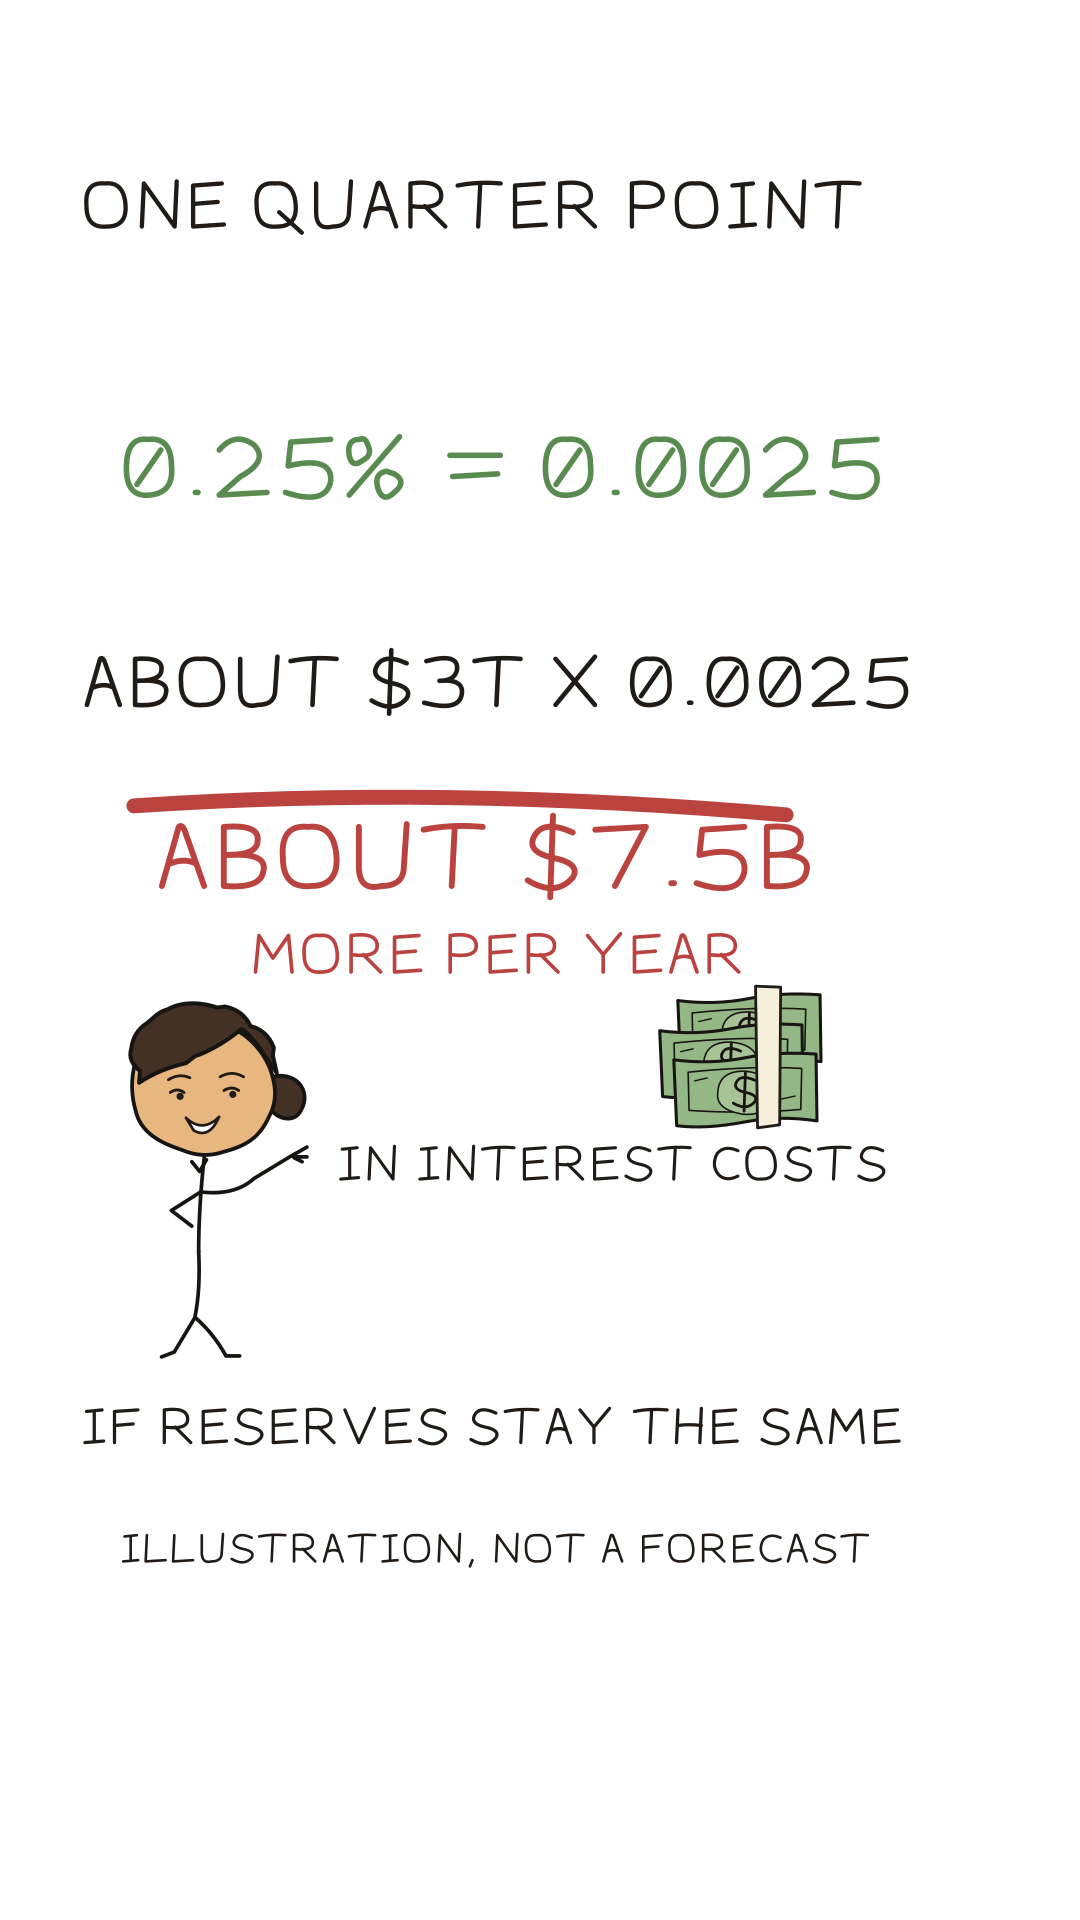 ONE QUARTER POINT
0.25% = 0.0025
ABOUT $3T X 0.0025
ABOUT $7.5B
MORE PER YEAR
IN INTEREST COSTS
IF RESERVES STAY THE SAME
ILLUSTRATION, NOT A FORECAST